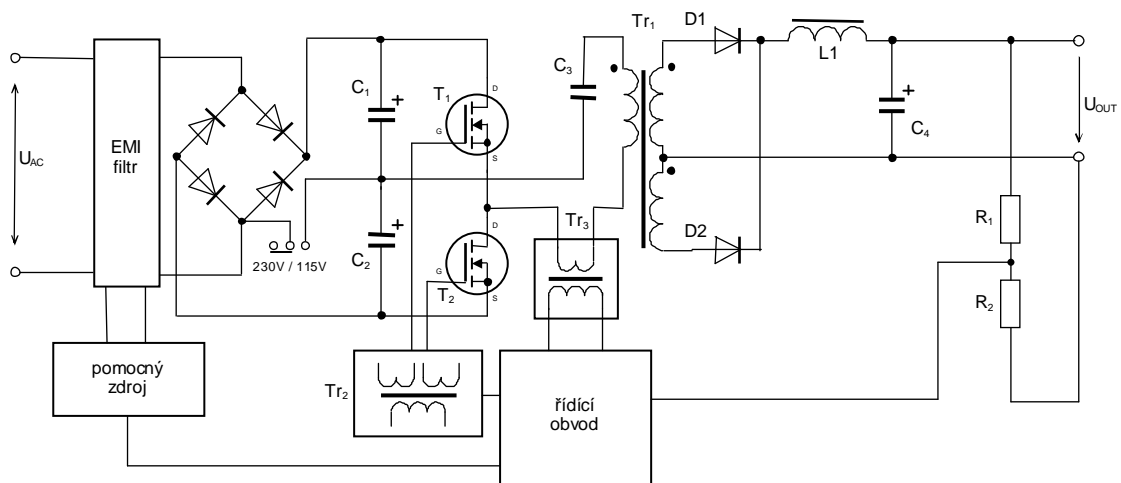 Tr1
D1
L1
C3
C1
+
T1
D
G
S
EMI
filtr
UAC
C4
+
UOUT
Tr3
D2
R1
230V / 115V
C2
+
D
G
S
T2
R2
pomocný
zdroj
Tr2
řídící
obvod